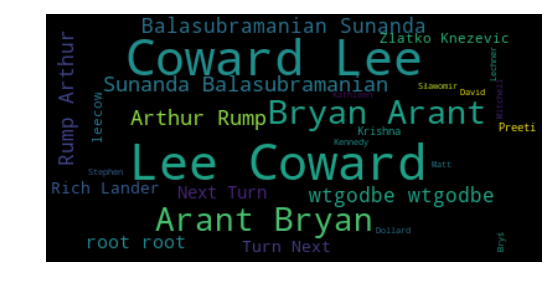 Balasubramanian Sunanda
Zlatko Knezevic
Coward Lee
Lechner
Rump Arthur
Sunanda Balasubramanian
Sławomir
David
Mitchell
Kathleen
leecow
Arthur Rump
Bryan Arant
Krishna
Preeti
Kennedy
Lee Coward
Matt
Stephen
Rich Lander
Next Turn
wtgodbe wtgodbe
Arant Bryan
Dollard
root root
Turn Next
Bryś